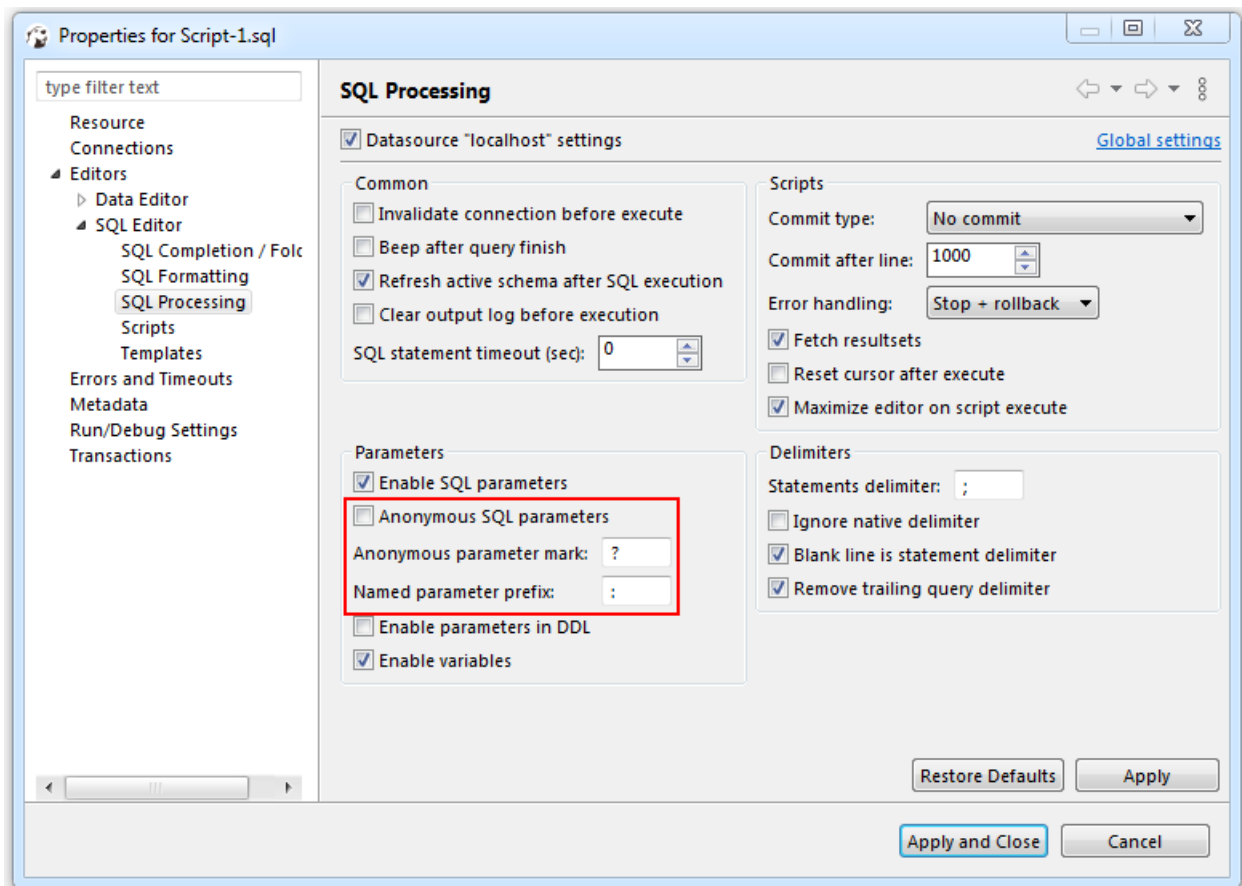 Properties for Script-1.sql
type filter text
Resource
Connections
Editors
Data Editor
SQL Editor
SQL Completion / Folc
SQL Formatting
SQL Processing
Scripts
Templates
Errors and Timeouts
Metadata
Run/Debug Settings
Transactions
SQL Processing
Datasource "localhost" settings
Global settings
Common
Invalidate connection before execute
Beep after query finish
Refresh active schema after SQL execution
Clear output log before execution
SQL statement timeout (sec): 0
Scripts
Commit type: No commit
Commit after line: 1000
Error handling: Stop + rollback
Fetch resultsets
Reset cursor after execute
Maximize editor on script execute
Parameters
Enable SQL parameters
Anonymous SQL parameters
Anonymous parameter mark: ?
Named parameter prefix: :
Enable parameters in DDL
Enable variables
Delimiters
Statements delimiter: ;
Ignore native delimiter
Blank line is statement delimiter
Remove trailing query delimiter
Restore Defaults
Apply
Apply and Close
Cancel